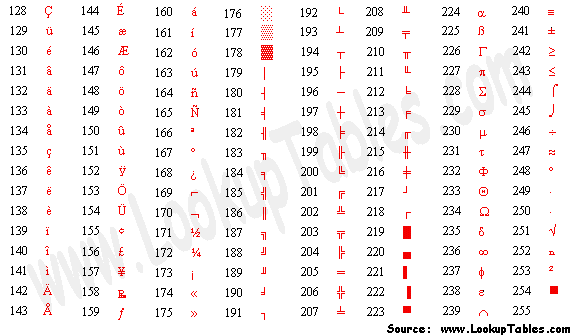 128 Ç 144 É 160 á 176 ░ 192 └ 208 ╨ 224 α 240 ≡
129 ü 145 æ 161 í 177 ▒ 193 ┴ 209 ╤ 225 ß 241 ±
130 é 146 Æ 162 ó 178 ▓ 194 ┬ 210 ╥ 226 Γ 242 ≥
131 â 147 ô 163 ú 179 │ 195 ├ 211 ╙ 227 π 243 ≤
132 ä 148 ö 164 ñ 180 ┤ 196 ─ 212 ╘ 228 Σ 244 ⌠
133 à 149 ò 165 Ñ 181 ╡ 197 ┼ 213 ╒ 229 σ 245 ⌡
134 å 150 û 166 ª 182 ╢ 198 ╞ 214 ╓ 230 µ 246 ÷
135 ç 151 ù 167 º 183 ╖ 199 ╟ 215 ╫ 231 τ 247 ≈
136 ê 152 ÿ 168 ¿ 184 ╕ 200 ╚ 216 ╪ 232 Φ 248 °
137 ë 153 Ö 169 ⌐ 185 ╣ 201 ╔ 217 ┘ 233 Θ 249 ∙
138 è 154 Ü 170 ¬ 186 ║ 202 ╩ 218 ┌ 234 Ω 250 ·
139 ï 155 ¢ 171 ½ 187 ╗ 203 ╦ 219 █ 235 δ 251 √
140 î 156 £ 172 ¼ 188 ╝ 204 ╠ 220 ▄ 236 ∞ 252 ⁿ
141 ì 157 ¥ 173 ¡ 189 ╜ 205 ═ 221 ▌ 237 φ 253 ²
142 Ä 158 ₧ 174 « 190 ╛ 206 ╬ 222 ▐ 238 ε 254 ■
143 Å 159 ƒ 175 » 191 ┐ 207 ╧ 223 ▀ 239 ∩ 255
www.LookupTables.com
Source: www.LookupTables.com